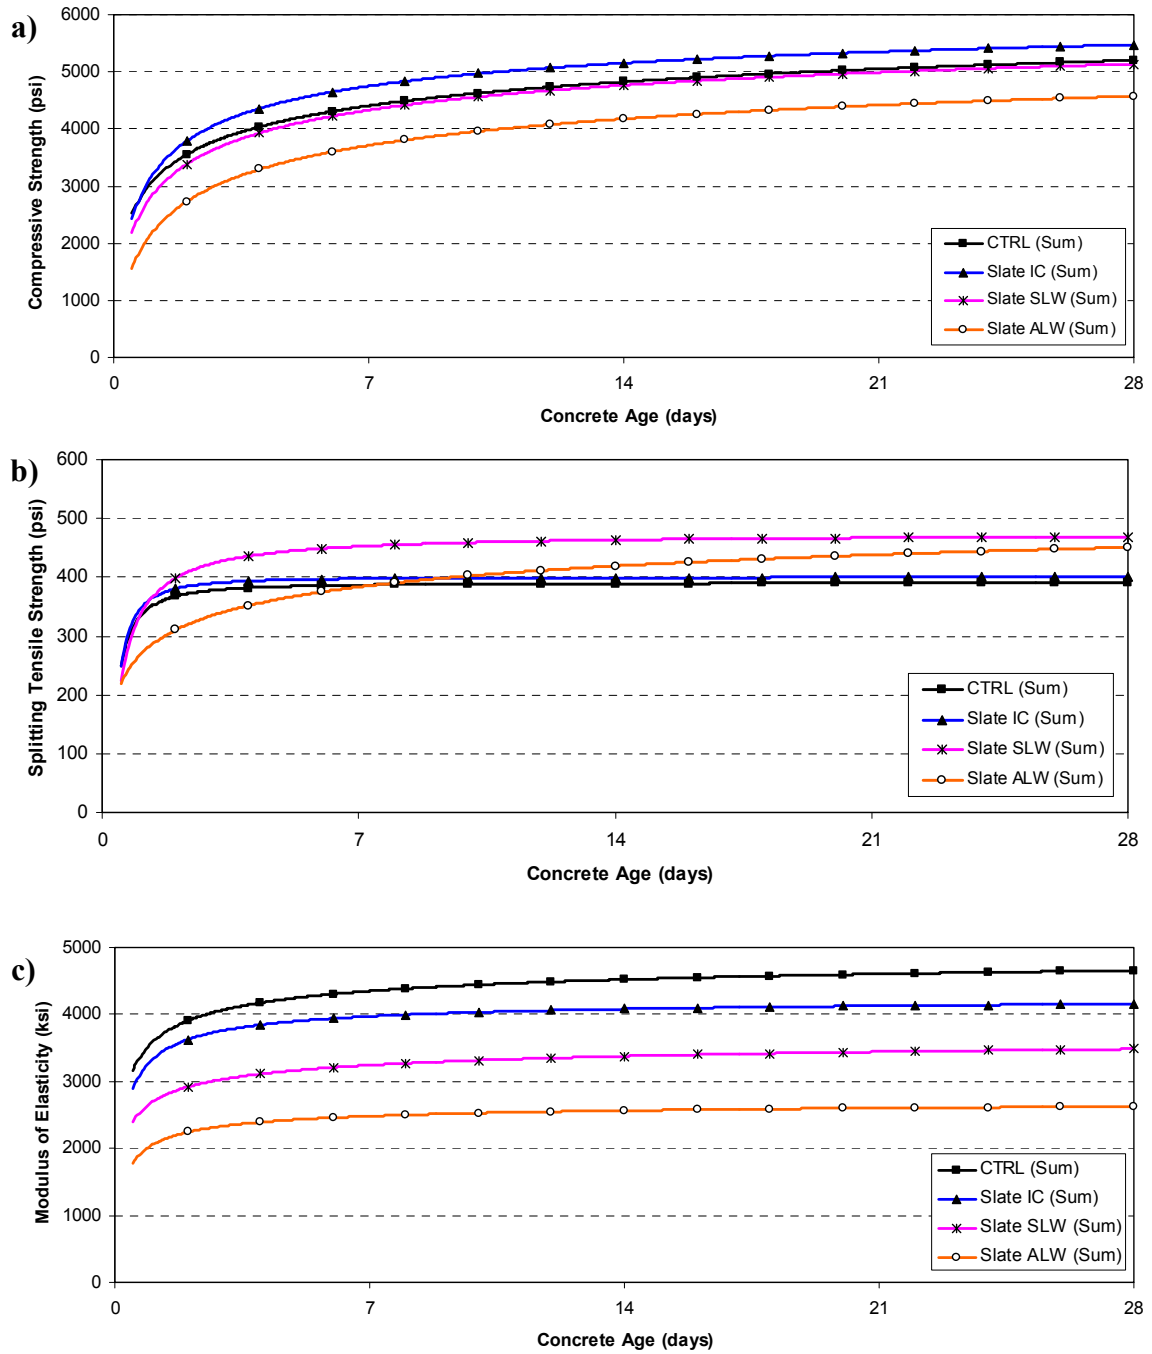 a)
Compressive Strength (psi)
6000
5000
4000
3000
2000
1000
0
0 7 14 21 28
Concrete Age (days)
CTRL (Sum)
Slate IC (Sum)
Slate SLW (Sum)
Slate ALW (Sum)
b)
Splitting Tensile Strength (psi)
600
500
400
300
200
100
0
0 7 14 21 28
Concrete Age (days)
CTRL (Sum)
Slate IC (Sum)
Slate SLW (Sum)
Slate ALW (Sum)
c)
Modulus of Elasticity (ksi)
5000
4000
3000
2000
1000
0
0 7 14 21 28
Concrete Age (days)
CTRL (Sum)
Slate IC (Sum)
Slate SLW (Sum)
Slate ALW (Sum)